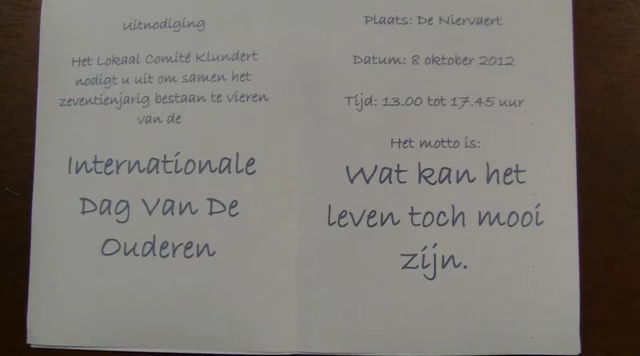 Uitnodiging
Het Lokaal Comité Klundert
nodigt u uit om samen het
zeventienjarig bestaan te vieren
van de
Internationale
Dag Van De
Ouderen
Plaats: De Niervaert
Datum: 8 oktober 2012
Tijd: 13.00 tot 17.45 uur
Het motto is:
Wat kan het
leven toch mooi
zijn.